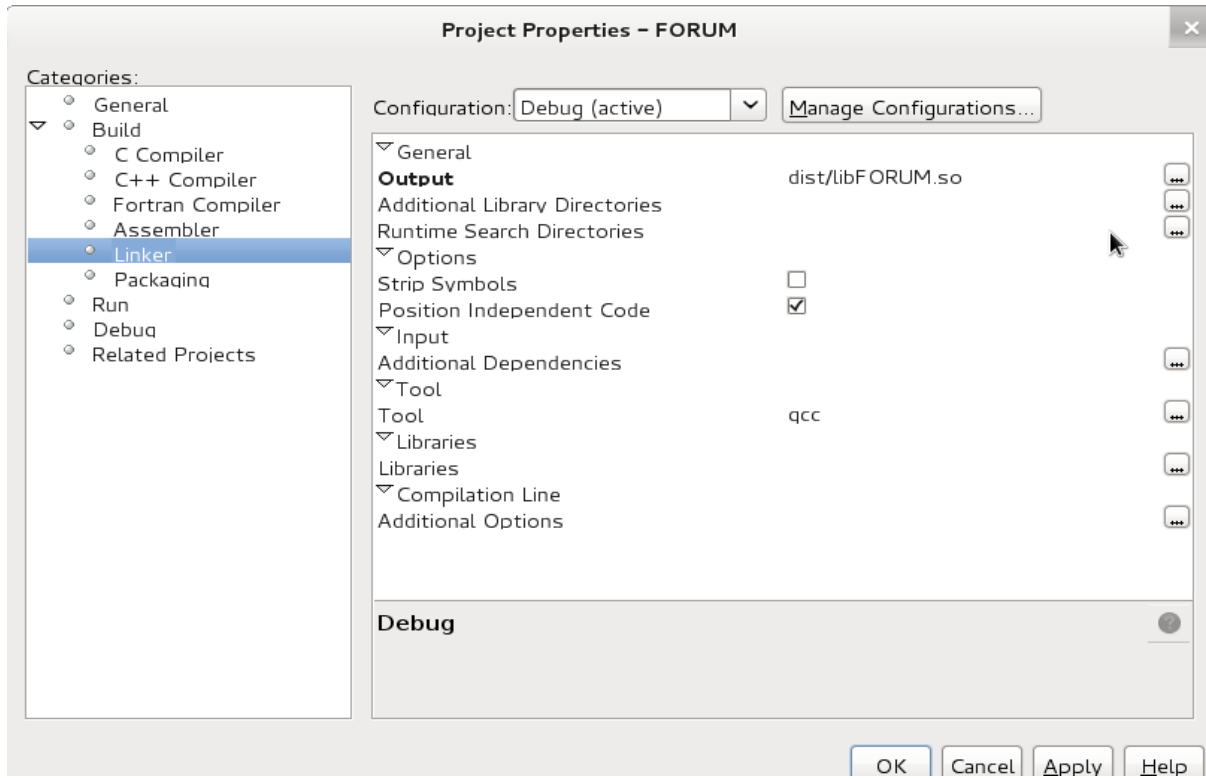 Project Properties – FORUM
Categories:
General
Build
C Compiler
C++ Compiler
Fortran Compiler
Assembler
Linker
Packaging
Run
Debug
Related Projects
Configuration: Debug (active) Manage Configurations...
General
Output dist/libFORUM.so ...
Additional Library Directories ...
Runtime Search Directories ...
Options
Strip Symbols
Position Independent Code
Input
Additional Dependencies ...
Tool
Tool qcc ...
Libraries
Libraries ...
Compilation Line
Additional Options ...
Debug
OK Cancel Apply Help